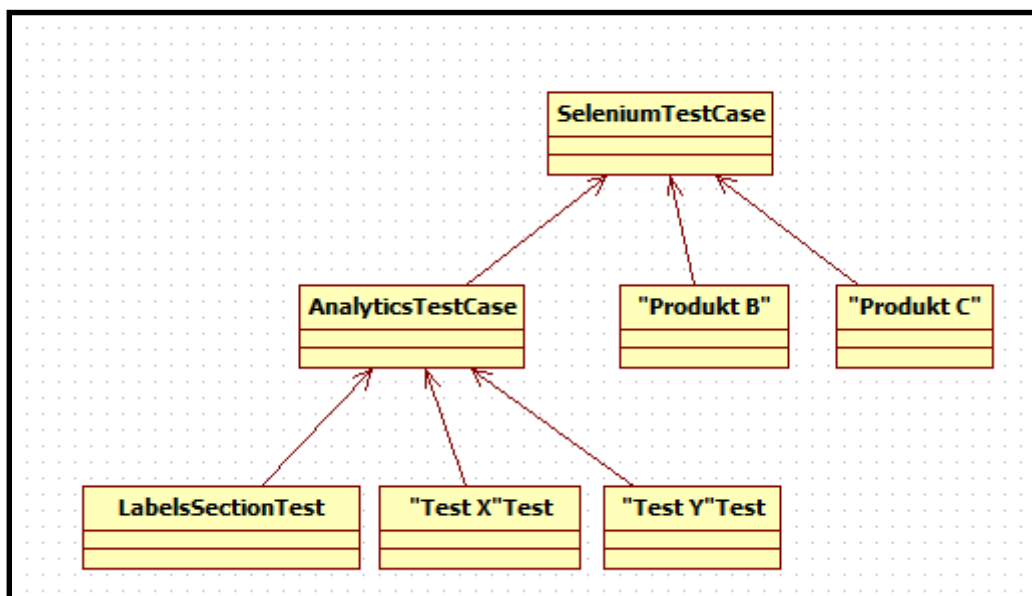 SeleniumTestCase
AnalyticsTestCase
"Produkt B"
"Produkt C"
LabelsSectionTest
"Test X"Test
"Test Y"Test